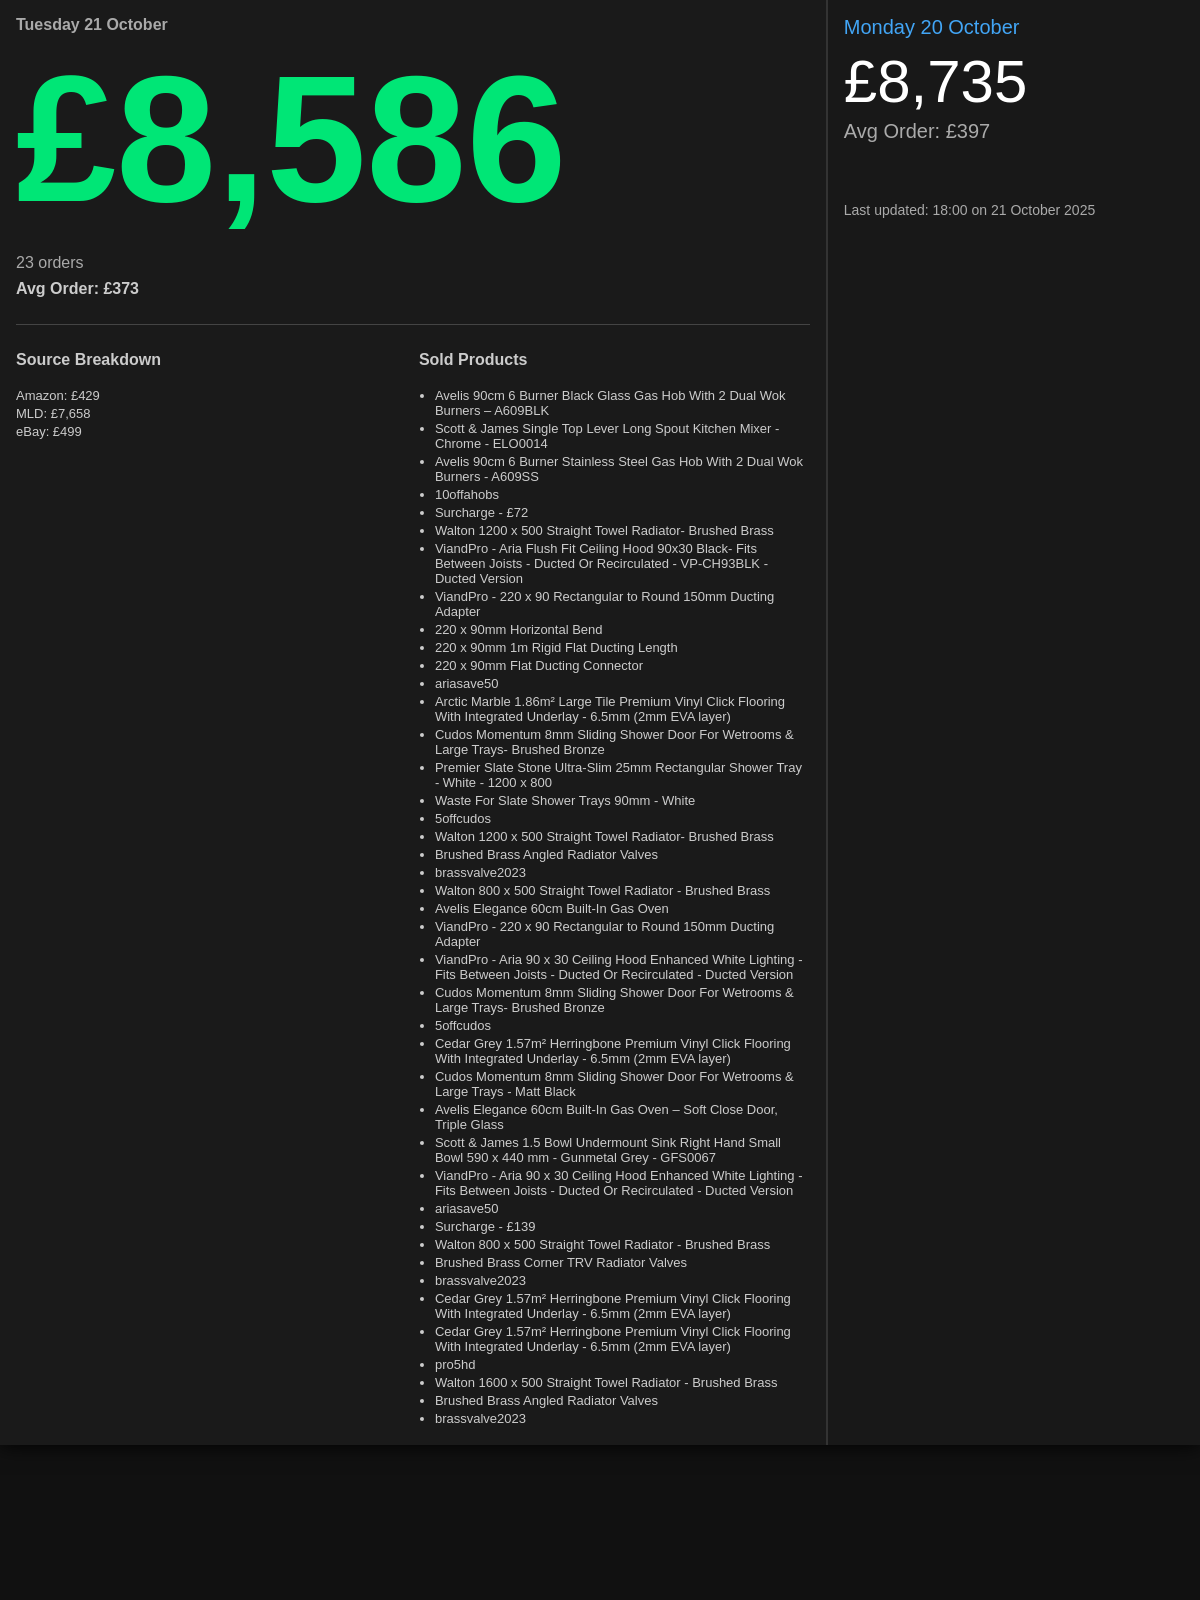 Tuesday 21 October
£8,586
23 orders
Avg Order: £373
Source Breakdown
Amazon: £429
MLD: £7,658
eBay: £499
Sold Products
• Avelis 90cm 6 Burner Black Glass Gas Hob With 2 Dual Wok
Burners – A609BLK
• Scott & James Single Top Lever Long Spout Kitchen Mixer -
Chrome - ELO0014
• Avelis 90cm 6 Burner Stainless Steel Gas Hob With 2 Dual Wok
Burners - A609SS
• 10offahobs
• Surcharge - £72
• Walton 1200 x 500 Straight Towel Radiator- Brushed Brass
• ViandPro - Aria Flush Fit Ceiling Hood 90x30 Black- Fits
Between Joists - Ducted Or Recirculated - VP-CH93BLK -
Ducted Version
• ViandPro - 220 x 90 Rectangular to Round 150mm Ducting
Adapter
• 220 x 90mm Horizontal Bend
• 220 x 90mm 1m Rigid Flat Ducting Length
• 220 x 90mm Flat Ducting Connector
• ariasave50
• Arctic Marble 1.86m² Large Tile Premium Vinyl Click Flooring
With Integrated Underlay - 6.5mm (2mm EVA layer)
• Cudos Momentum 8mm Sliding Shower Door For Wetrooms &
Large Trays- Brushed Bronze
• Premier Slate Stone Ultra-Slim 25mm Rectangular Shower Tray
- White - 1200 x 800
• Waste For Slate Shower Trays 90mm - White
• 5offcudos
• Walton 1200 x 500 Straight Towel Radiator- Brushed Brass
• Brushed Brass Angled Radiator Valves
• brassvalve2023
• Walton 800 x 500 Straight Towel Radiator - Brushed Brass
• Avelis Elegance 60cm Built-In Gas Oven
• ViandPro - 220 x 90 Rectangular to Round 150mm Ducting
Adapter
• ViandPro - Aria 90 x 30 Ceiling Hood Enhanced White Lighting -
Fits Between Joists - Ducted Or Recirculated - Ducted Version
• Cudos Momentum 8mm Sliding Shower Door For Wetrooms &
Large Trays- Brushed Bronze
• 5offcudos
• Cedar Grey 1.57m² Herringbone Premium Vinyl Click Flooring
With Integrated Underlay - 6.5mm (2mm EVA layer)
• Cudos Momentum 8mm Sliding Shower Door For Wetrooms &
Large Trays - Matt Black
• Avelis Elegance 60cm Built-In Gas Oven – Soft Close Door,
Triple Glass
• Scott & James 1.5 Bowl Undermount Sink Right Hand Small
Bowl 590 x 440 mm - Gunmetal Grey - GFS0067
• ViandPro - Aria 90 x 30 Ceiling Hood Enhanced White Lighting -
Fits Between Joists - Ducted Or Recirculated - Ducted Version
• ariasave50
• Surcharge - £139
• Walton 800 x 500 Straight Towel Radiator - Brushed Brass
• Brushed Brass Corner TRV Radiator Valves
• brassvalve2023
• Cedar Grey 1.57m² Herringbone Premium Vinyl Click Flooring
With Integrated Underlay - 6.5mm (2mm EVA layer)
• Cedar Grey 1.57m² Herringbone Premium Vinyl Click Flooring
With Integrated Underlay - 6.5mm (2mm EVA layer)
• pro5hd
• Walton 1600 x 500 Straight Towel Radiator - Brushed Brass
• Brushed Brass Angled Radiator Valves
• brassvalve2023
Monday 20 October
£8,735
Avg Order: £397
Last updated: 18:00 on 21 October 2025